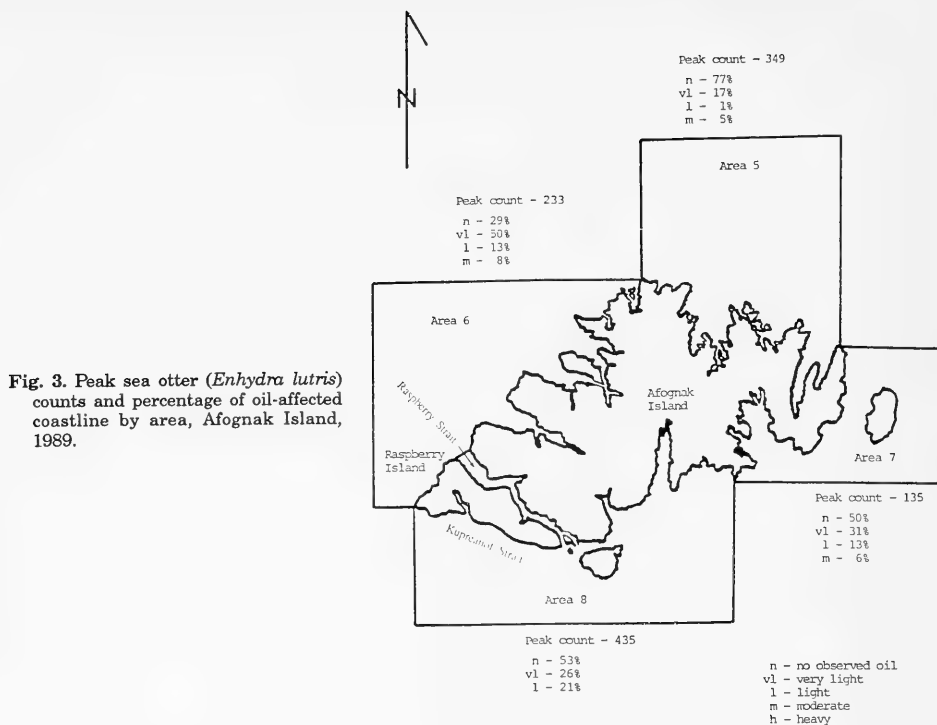 N
Peak count - 349
n - 77%
vl - 17%
l - 1%
m - 5%
Area 5
Peak count - 233
n - 29%
vl - 50%
l - 13%
m - 8%
Area 6
Fig. 3. Peak sea otter (Enhydra lutris)
counts and percentage of oil-affected
coastline by area, Afognak Island,
1989.
Raspberry Strait
Afognak
Island
Raspberry
Island
Area 7
Kupreanof Strait
Peak count - 135
n - 50%
vl - 31%
l - 13%
m - 6%
Area 8
Peak count - 435
n - 53%
vl - 26%
l - 21%
n - no observed oil
vl - very light
l - light
m - moderate
h - heavy